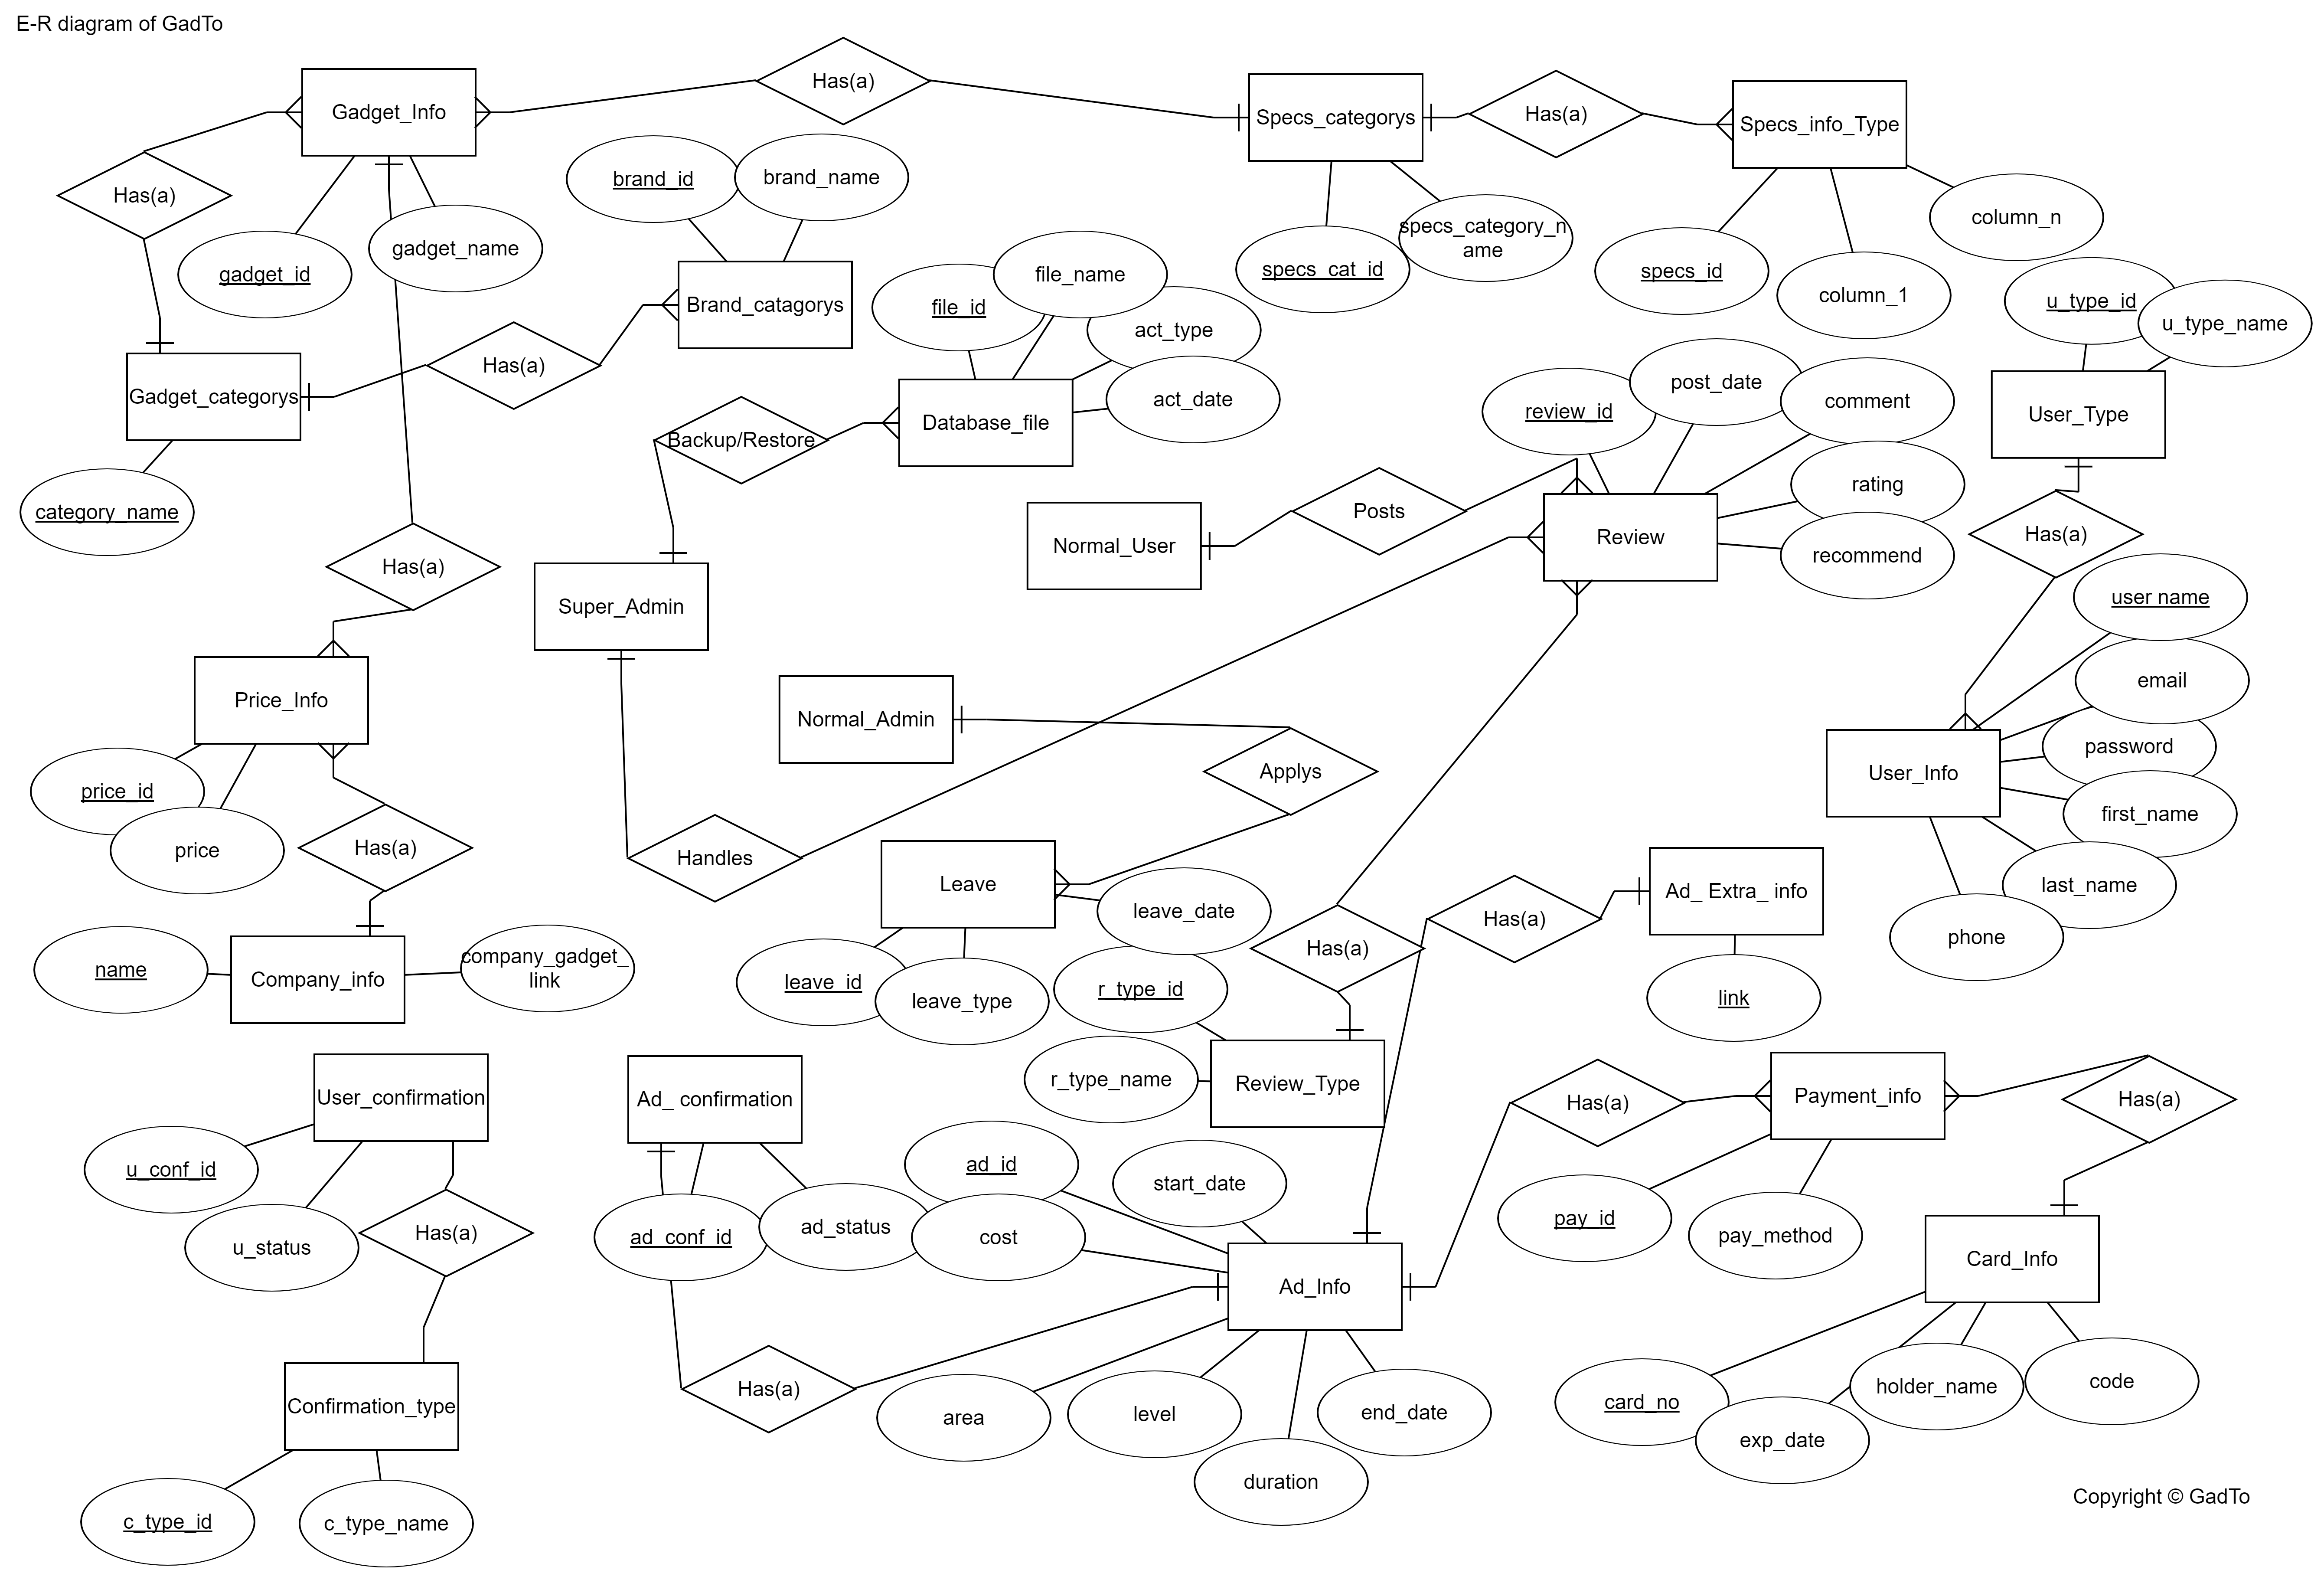 E-R diagram of GadTo
Has(a)
Gadget_Info
Specs_categorys
Has(a)
Specs_info_Type
Has(a)
brand_id
brand_name
gadget_id
gadget_name
specs_cat_id
specs_category_n
ame
specs_id
column_1
column_n
Brand_catagorys
file_id
file_name
act_type
act_date
u_type_id
u_type_name
Gadget_categorys
Has(a)
Database_file
Backup/Restore
review_id
post_date
comment
rating
recommend
User_Type
category_name
Has(a)
Super_Admin
Normal_User
Posts
Review
Has(a)
user name
email
password
first_name
last_name
phone
User_Info
Price_Info
Normal_Admin
Applys
price_id
price
Has(a)
Handles
Leave
leave_date
leave_id
leave_type
Has(a)
Has(a)
Ad_ Extra_ info
link
name
Company_info
company_gadget_
link
r_type_id
r_type_name
Review_Type
User_confirmation
Ad_ confirmation
Has(a)
Payment_info
Has(a)
u_conf_id
u_status
Has(a)
ad_conf_id
ad_status
ad_id
cost
start_date
pay_id
pay_method
Ad_Info
Card_Info
Confirmation_type
Has(a)
area
level
duration
end_date
card_no
exp_date
holder_name
code
c_type_id
c_type_name
Copyright © GadTo